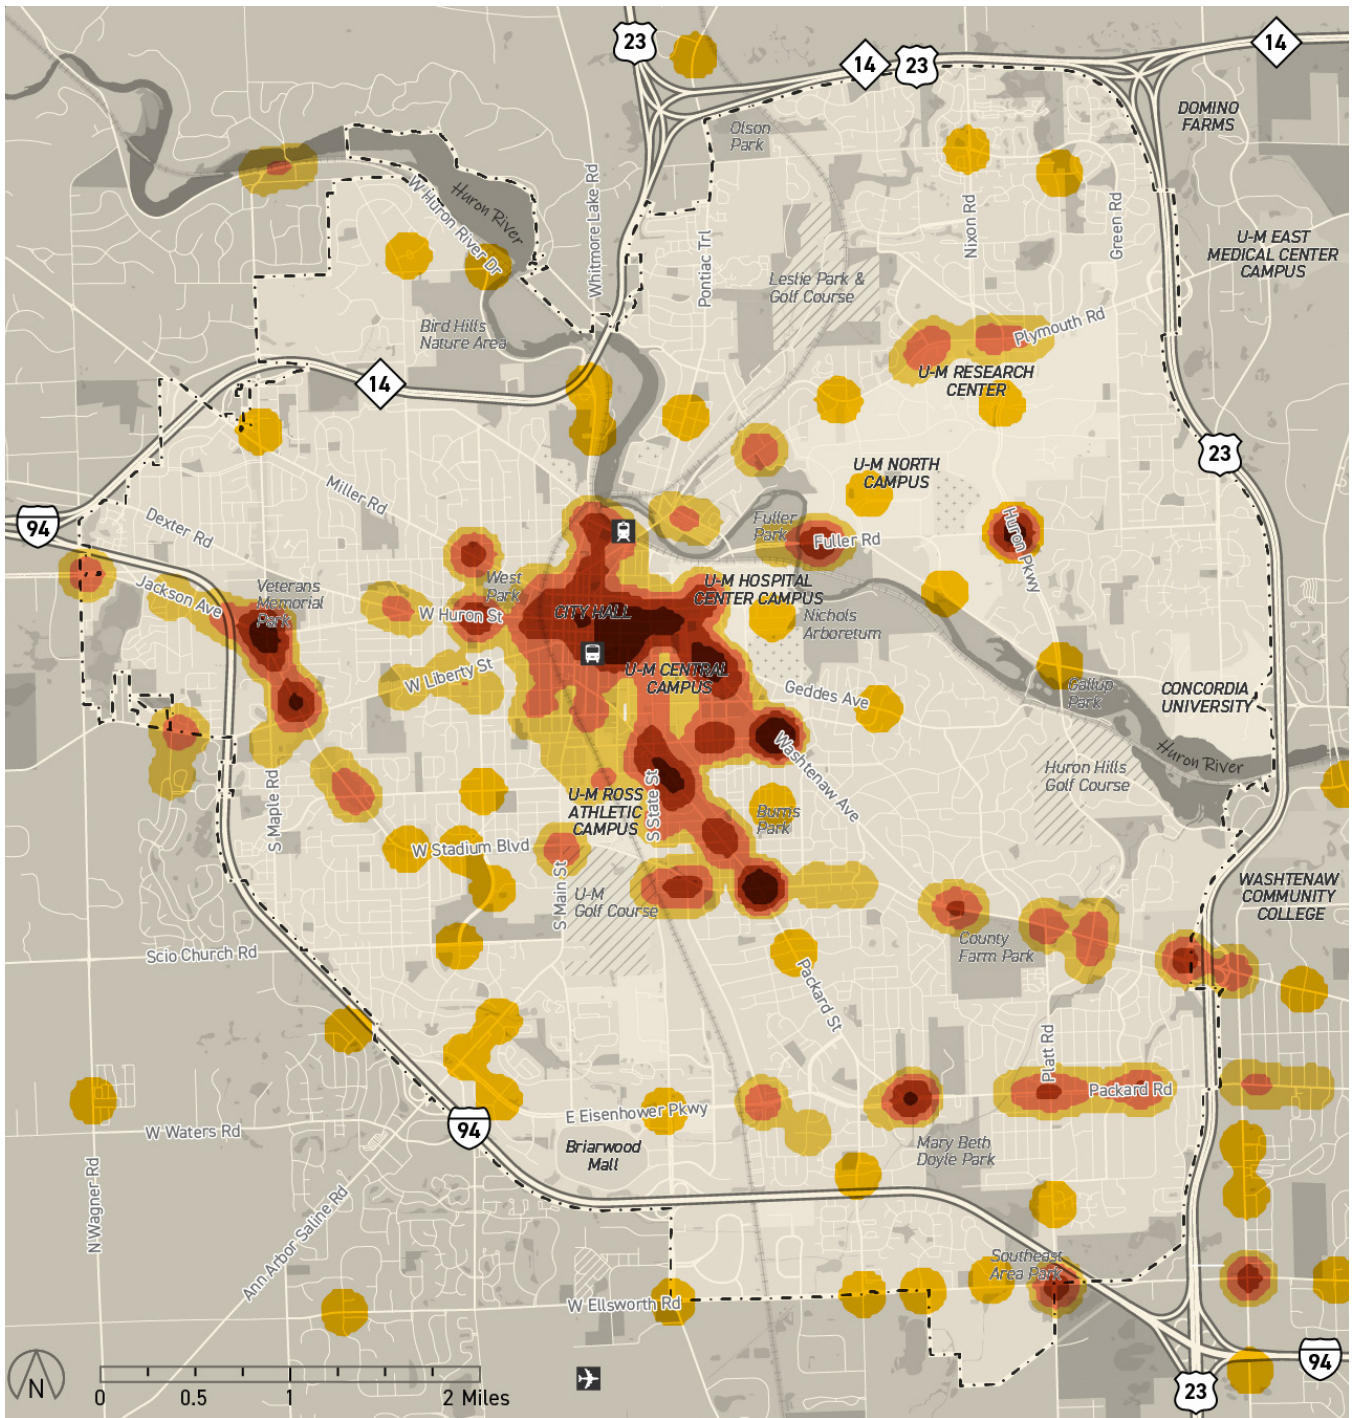 23
14
23
14
DOMINO
FARMS
Olson
Park
Huron River
W Huron River Dr
Whitmore Lake Rd
Pontiac Trl
Nixon Rd
Green Rd
U-M EAST
MEDICAL CENTER
CAMPUS
Leslie Park &
Golf Course
Bird Hills
Nature Area
Plymouth Rd
14
U-M RESEARCH
CENTER
23
U-M NORTH
CAMPUS
Miller Rd
94
Dexter Rd
Fuller
Park
Fuller Rd
Huron Pkwy
Jackson Ave
Veterans
Memorial
Park
West
Park
W Huron St
CITY HALL
U-M HOSPITAL
CENTER CAMPUS
Nichols
Arboretum
W Liberty St
U-M CENTRAL
CAMPUS
Geddes Ave
Gallup
Park
CONCORDIA
UNIVERSITY
Huron River
Washtenaw Ave
Huron Hills
Golf Course
S Maple Rd
U-M ROSS
ATHLETIC
CAMPUS
S State St
Burns
Park
W Stadium Blvd
S Main St
U-M
Golf Course
WASHTENAW
COMMUNITY
COLLEGE
Scio Church Rd
County
Farm Park
Packard St
Platt Rd
Packard Rd
E Eisenhower Pkwy
W Waters Rd
94
Briarwood
Mall
Mary Beth
Doyle Park
N Wagner Rd
Ann Arbor Saline Rd
Southeast
Area Park
W Ellsworth Rd
94
23
N
0 0.5 1 2 Miles